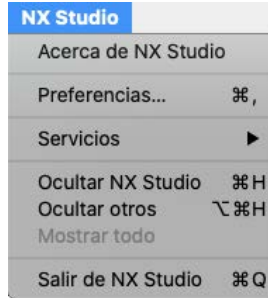 NX Studio
Acerca de NX Studio
Preferencias... ⌘ ,
Servicios ▶
Ocultar NX Studio ⌘ H
Ocultar otros ⌥ ⌘ H
Mostrar todo
Salir de NX Studio ⌘ Q